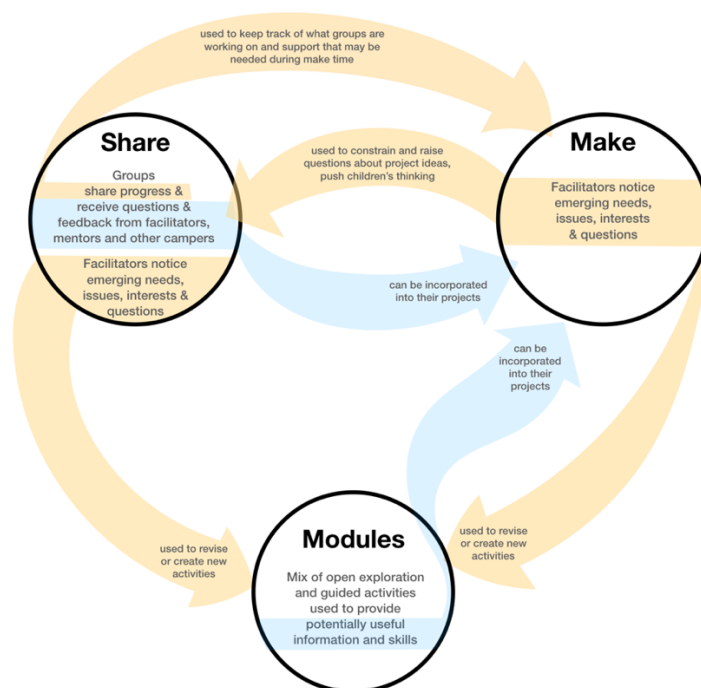 used to keep track of what groups are
working on and support that may be
needed during make time
Share
Groups
share progress &
receive questions &
feedback from facilitators,
mentors and other campers
Facilitators notice
emerging needs,
issues, interests &
questions
used to constrain and raise
questions about project ideas,
push children's thinking
Make
Facilitators notice
emerging needs,
issues, interests
& questions
can be incorporated
into their projects
can be
incorporated
into their
projects
used to revise
or create new
activities
used to revise
or create new
activities
Modules
Mix of open exploration
and guided activities
used to provide
potentially useful
information and skills